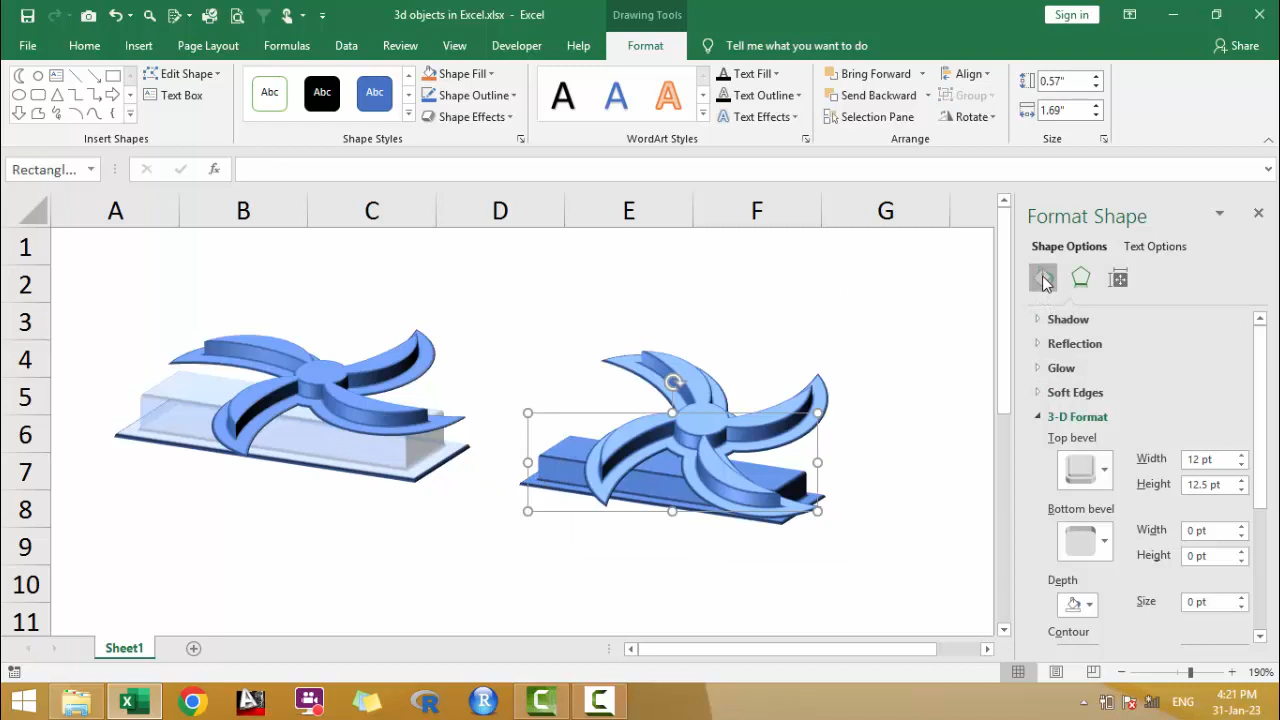 3d objects in Excel.xlsx - Excel
Drawing Tools
Sign in
File
Home
Insert
Page Layout
Formulas
Data
Review
View
Developer
Help
Format
Tell me what you want to do
Share
Edit Shape
Text Box
Insert Shapes
Abc
Abc
Abc
Shape Fill
Shape Outline
Shape Effects
Shape Styles
A
A
A
Text Fill
Text Outline
Text Effects
WordArt Styles
Bring Forward
Send Backward
Selection Pane
Align
Group
Rotate
Arrange
0.57"
1.69"
Size
Rectangl...
fx
A
B
C
D
E
F
G
1
2
3
4
5
6
7
8
9
10
11
Format Shape
Shape Options
Text Options
Shadow
Reflection
Glow
Soft Edges
3-D Format
Top bevel
Width
12 pt
Height
12.5 pt
Bottom bevel
Width
0 pt
Height
0 pt
Depth
Size
0 pt
Contour
Sheet1
190%
ENG
4:21 PM
31-Jan-23